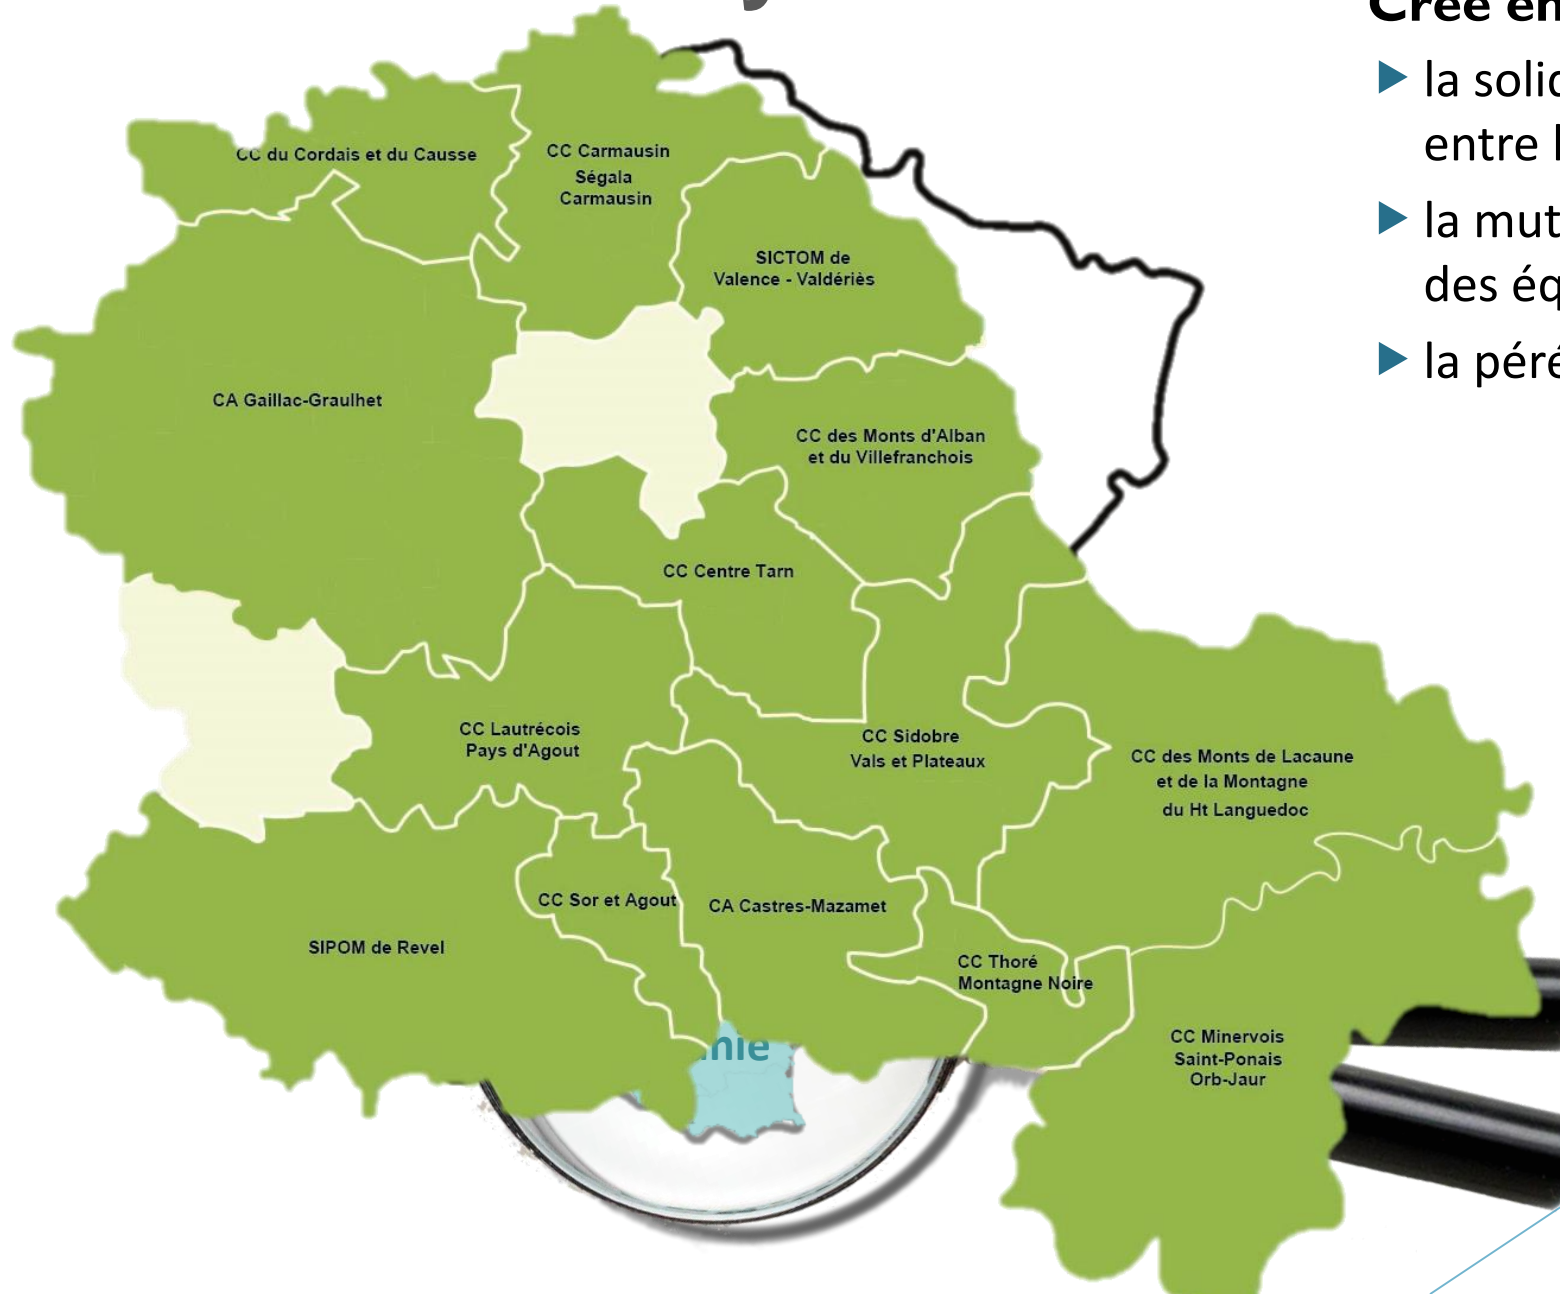 Créé en
la solid
entre l
la mut
des éq
la péré
CC du Cordais et du Causse
CC Carmausin
Ségala
Carmausin
SICTOM de
Valence - Valdériès
CA Gaillac-Graulhet
CC des Monts d'Alban
et du Villefranchois
CC Centre Tarn
CC Lautrécois
Pays d'Agout
CC Sidobre
Vals et Plateaux
CC des Monts de Lacaune
et de la Montagne
du Ht Languedoc
CC Sor et Agout
CA Castres-Mazamet
SIPOM de Revel
CC Thoré
Montagne Noire
CC Minervois
Saint-Ponais
Orb-Jaur
nie